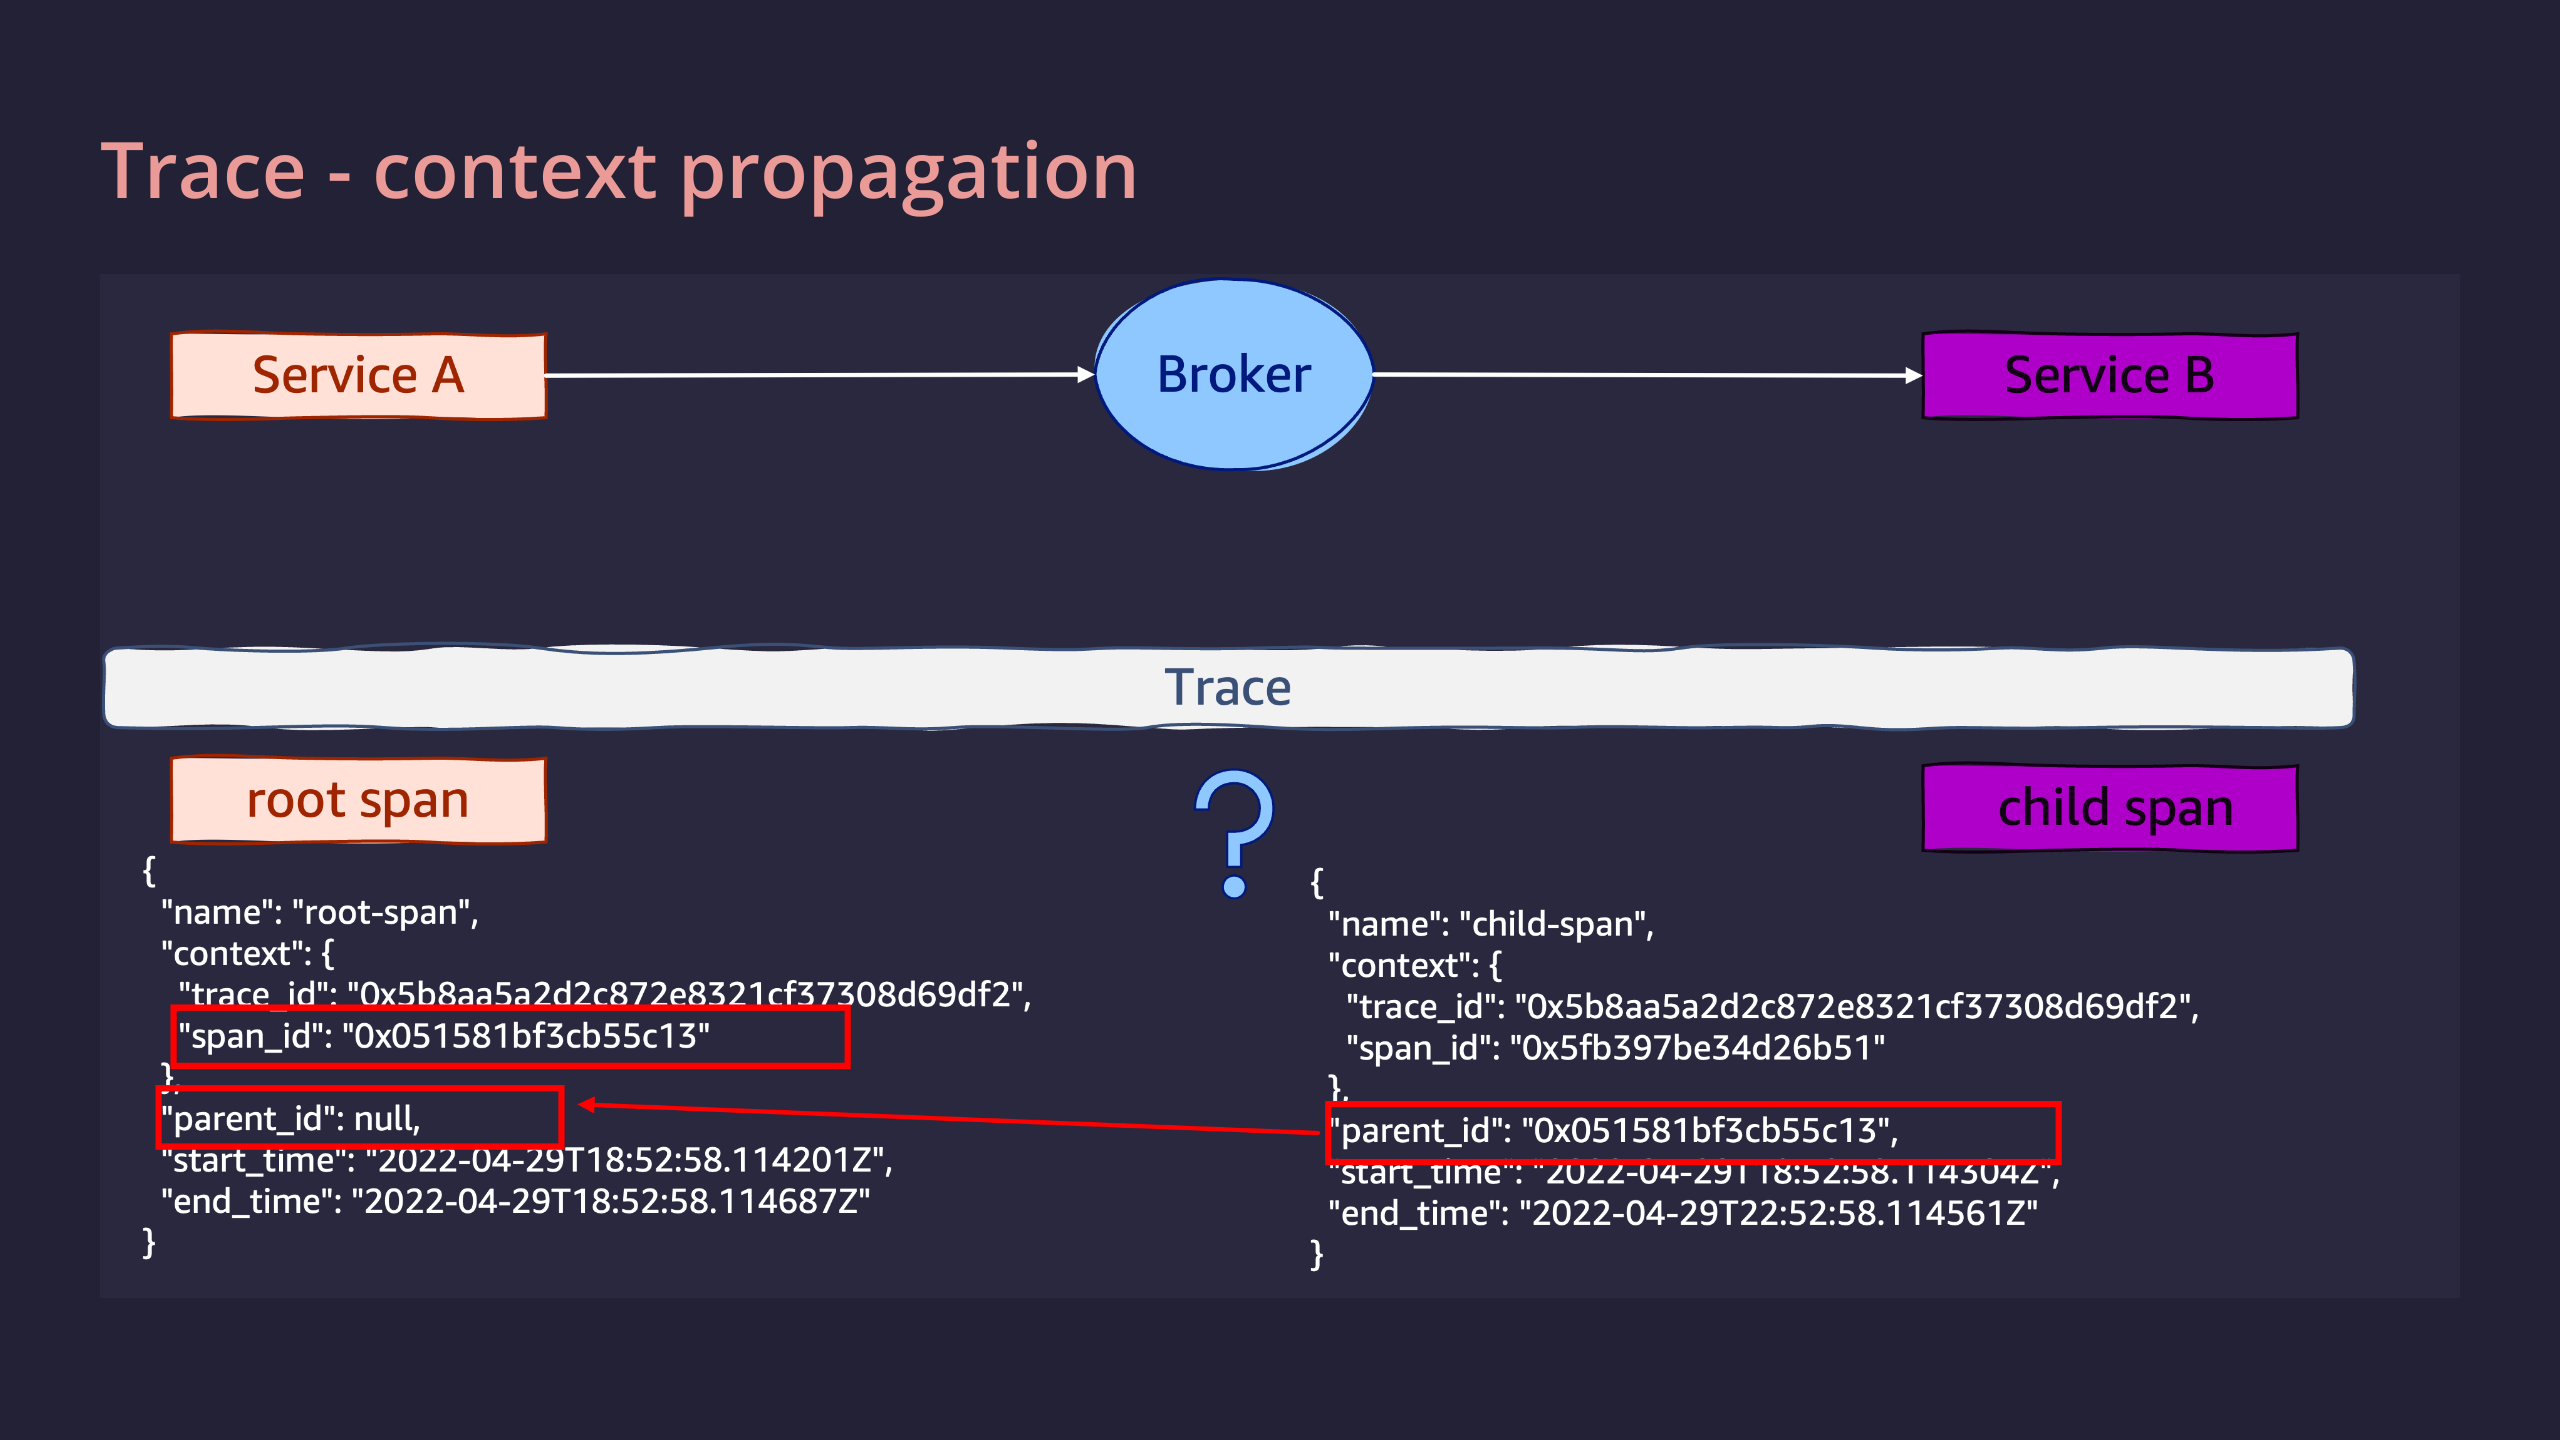 Trace - context propagation
Service A
Broker
Service B
Trace
root span
?
child span
{
"name": "root-span",
"context": {
"trace_id": "0x5b8aa5a2d2c872e8321cf37308d69df2",
"span_id": "0x051581bf3cb55c13"
},
"parent_id": null,
"start_time": "2022-04-29T18:52:58.114201Z",
"end_time": "2022-04-29T18:52:58.114687Z"
}
{
"name": "child-span",
"context": {
"trace_id": "0x5b8aa5a2d2c872e8321cf37308d69df2",
"span_id": "0x5fb397be34d26b51"
},
"parent_id": "0x051581bf3cb55c13",
"start_time": "2022-04-29T18:52:58.114304Z",
"end_time": "2022-04-29T22:52:58.114561Z"
}